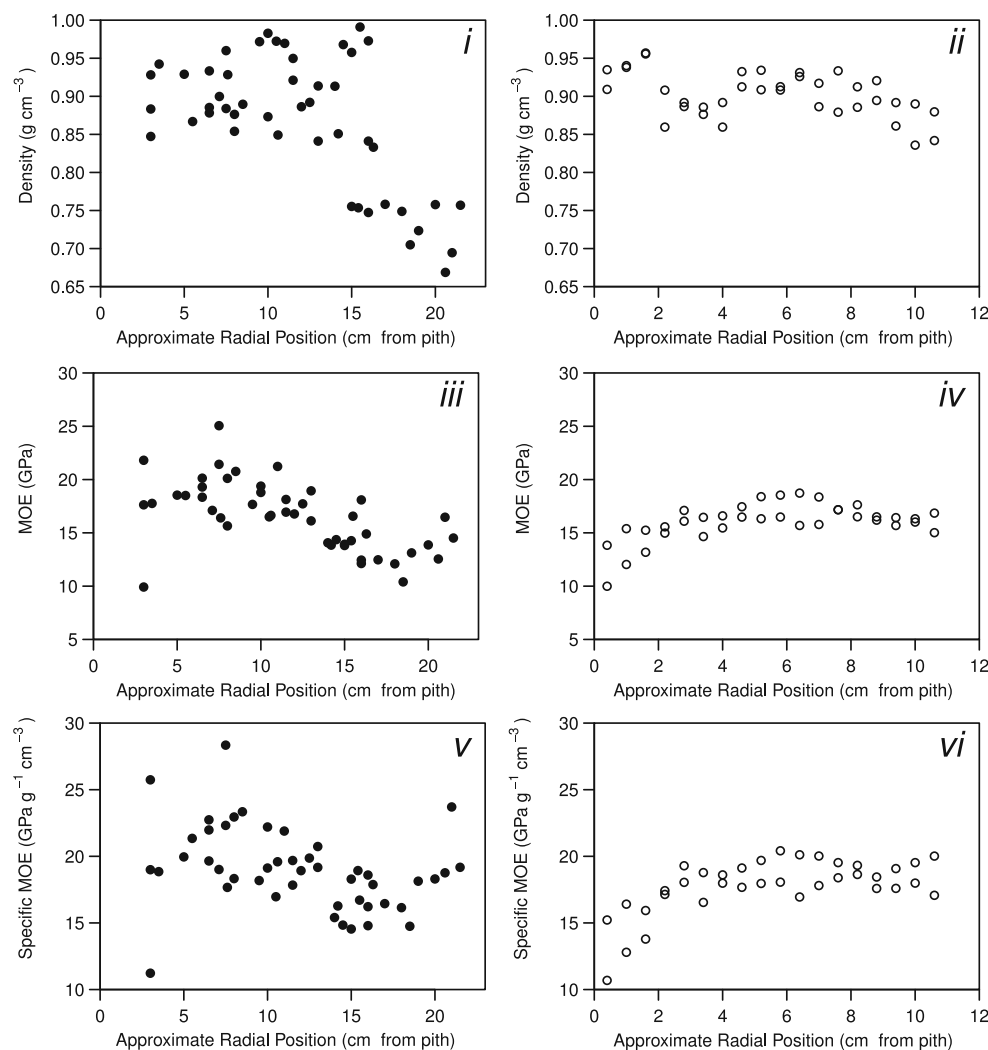 i
1.00
0.95
0.90
0.85
0.80
0.75
0.70
0.65
Density (g cm⁻³)
0 5 10 15 20
Approximate Radial Position (cm from pith)
ii
1.00
0.95
0.90
0.85
0.80
0.75
0.70
0.65
Density (g cm⁻³)
0 2 4 6 8 10 12
Approximate Radial Position (cm from pith)
iii
30
25
20
15
10
5
MOE (GPa)
0 5 10 15 20
Approximate Radial Position (cm from pith)
iv
30
25
20
15
10
5
MOE (GPa)
0 2 4 6 8 10 12
Approximate Radial Position (cm from pith)
v
30
25
20
15
10
Specific MOE (GPa g⁻¹ cm⁻³)
0 5 10 15 20
Approximate Radial Position (cm from pith)
vi
30
25
20
15
10
Specific MOE (GPa g⁻¹ cm⁻³)
0 2 4 6 8 10 12
Approximate Radial Position (cm from pith)